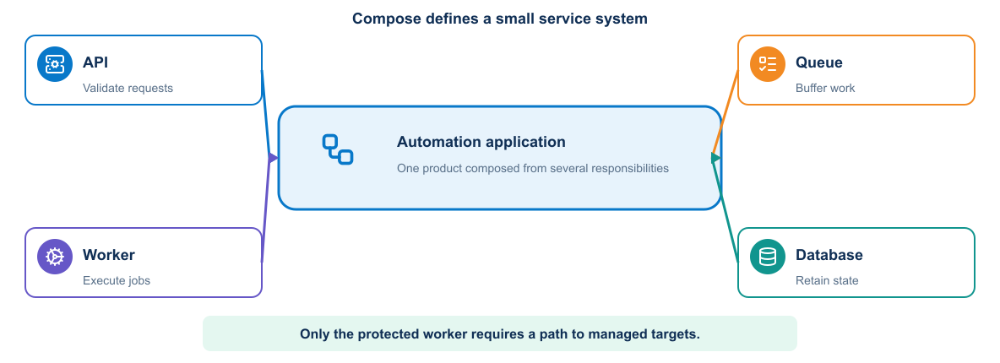 Compose defines a small service system
API
Validate requests
Queue
Buffer work
Automation application
One product composed from several responsibilities
Worker
Execute jobs
Database
Retain state
Only the protected worker requires a path to managed targets.